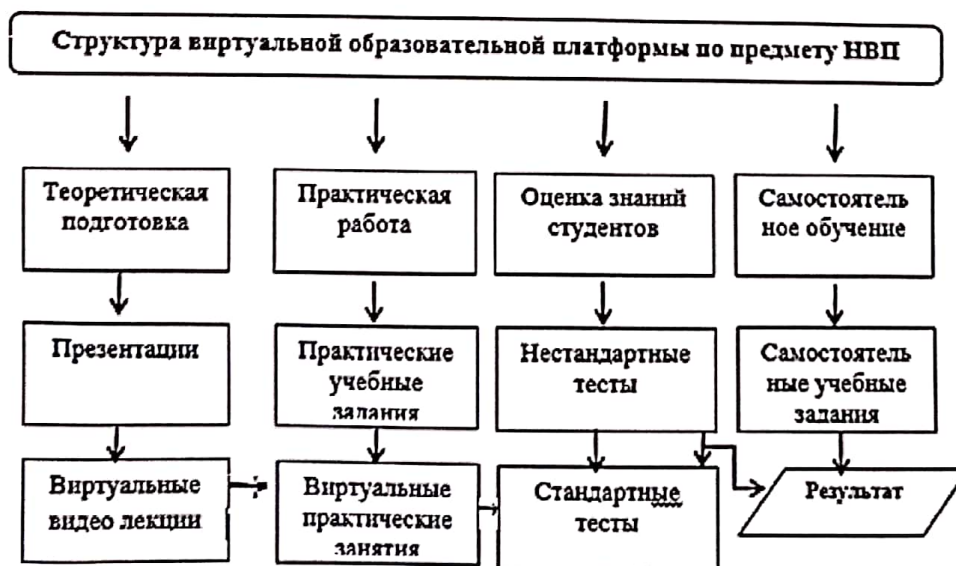 Структура виртуальной образовательной платформы по предмету НВП
Теоретическая
подготовка
Практическая
работа
Оценка знаний
студентов
Самостоятель
ное обучение
Презентации
Практические
учебные
задания
Нестандартные
тесты
Самостоятель
ные учебные
задания
Виртуальные
видео лекции
Виртуальные
практические
занятия
Стандартные
тесты
Результат